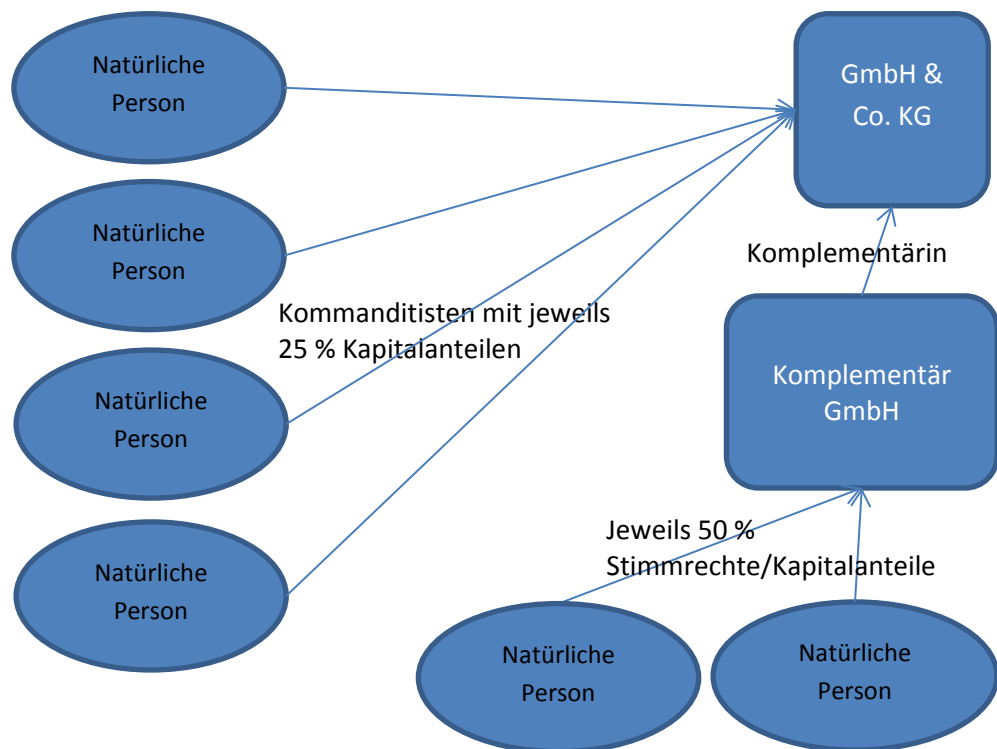 Natürliche
Person
GmbH &
Co. KG
Natürliche
Person
Komplementärin
Kommanditisten mit jeweils
25 % Kapitalanteilen
Natürliche
Person
Komplementär
GmbH
Natürliche
Person
Jeweils 50 %
Stimmrechte/Kapitalanteile
Natürliche
Person
Natürliche
Person